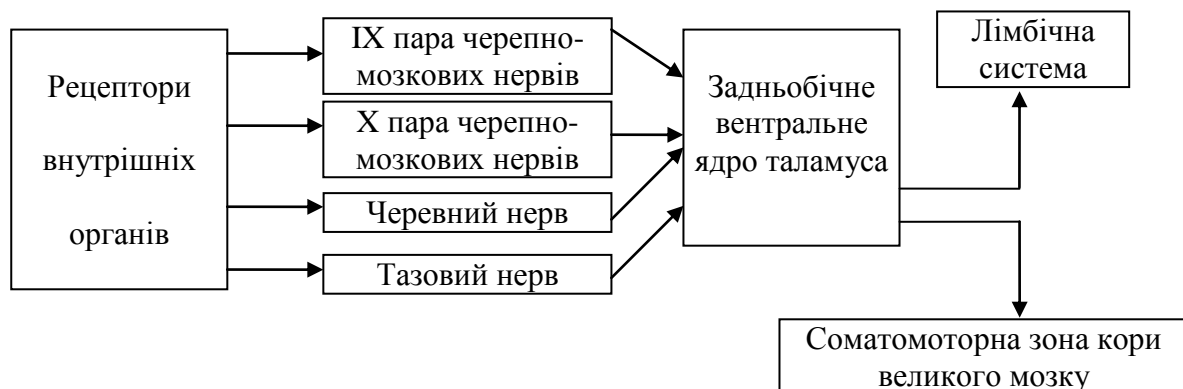 Рецептори
внутрішніх
органів
IX пара черепно-
мозкових нервів
X пара черепно-
мозкових нервів
Черевний нерв
Тазовий нерв
Задньобічне
вентральне
ядро таламуса
Лімбічна
система
Соматомоторна зона кори
великого мозку